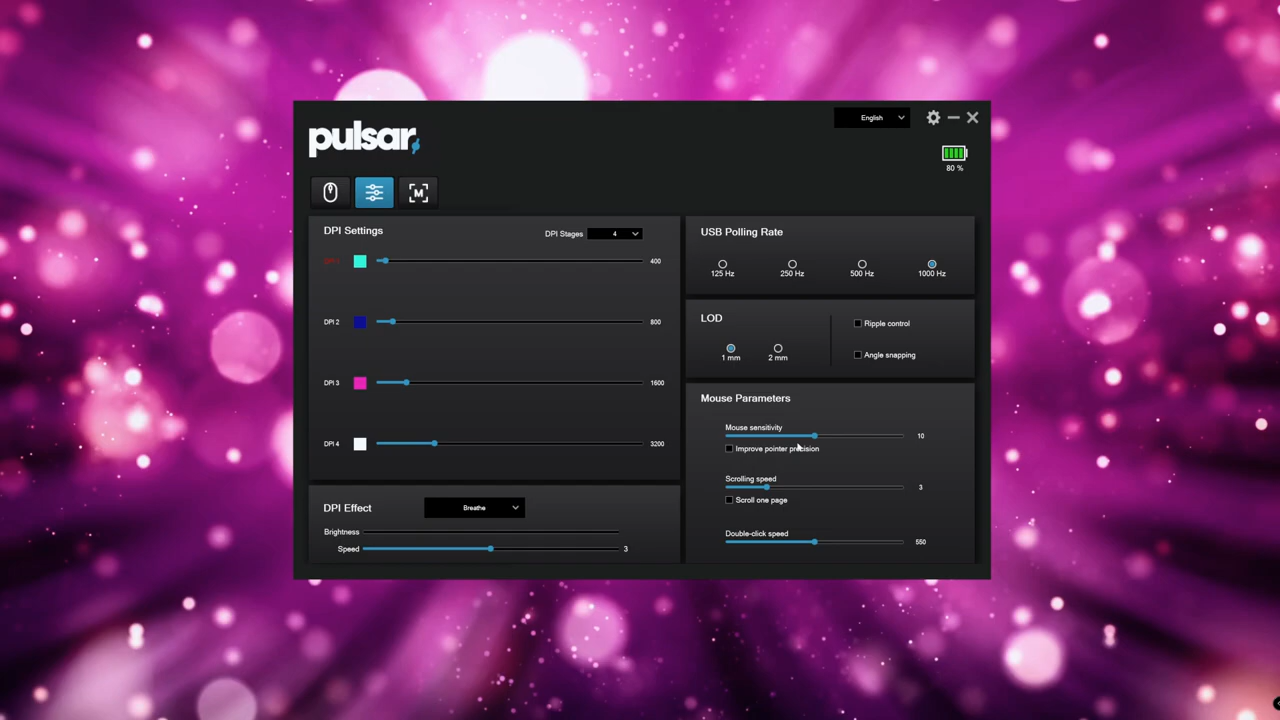 pulsar
English
80 %
M
DPI Settings
DPI Stages 4
DPI 1 400
DPI 2 800
DPI 3 1600
DPI 4 3200
DPI Effect Breathe
Brightness
Speed 3
USB Polling Rate
125 Hz 250 Hz 500 Hz 1000 Hz
LOD
1 mm 2 mm
Ripple control
Angle snapping
Mouse Parameters
Mouse sensitivity 10
Improve pointer precision
Scrolling speed 3
Scroll one page
Double-click speed 550